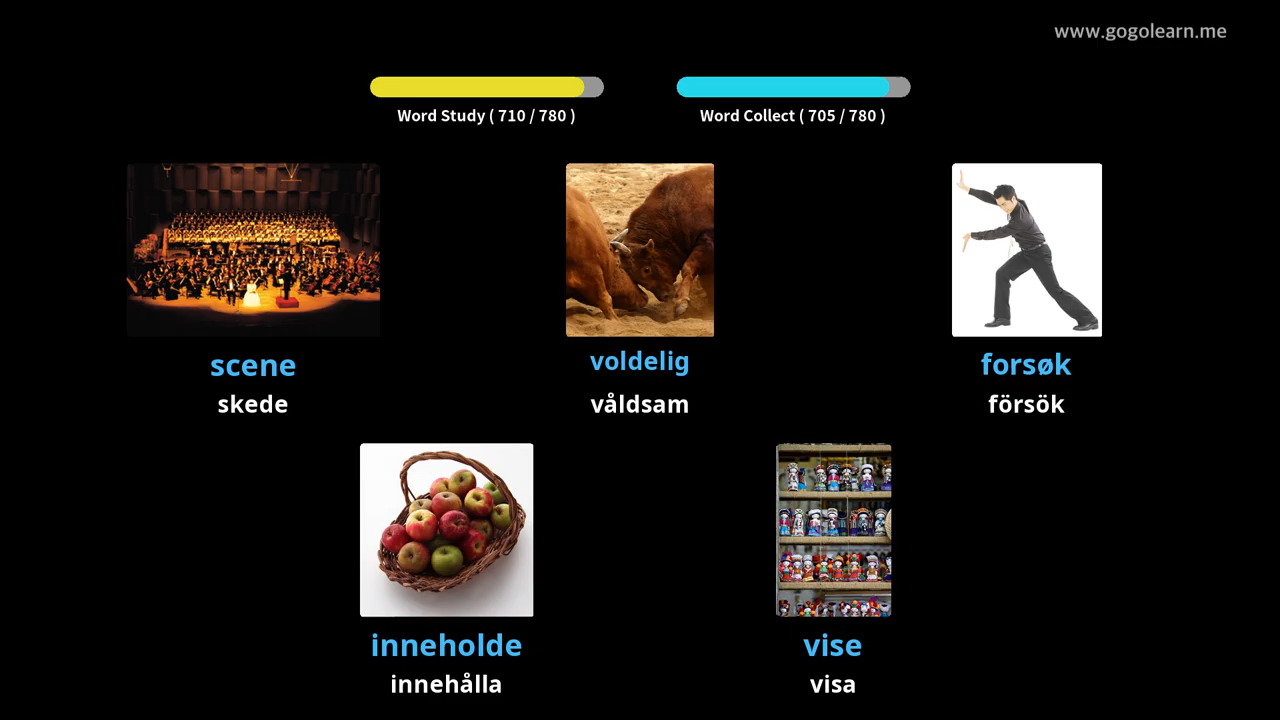 www.gogolearn.me
Word Study ( 710 / 780 )
Word Collect ( 705 / 780 )
scene
skede
voldelig
våldsam
forsøk
försök
inneholde
innehålla
vise
visa